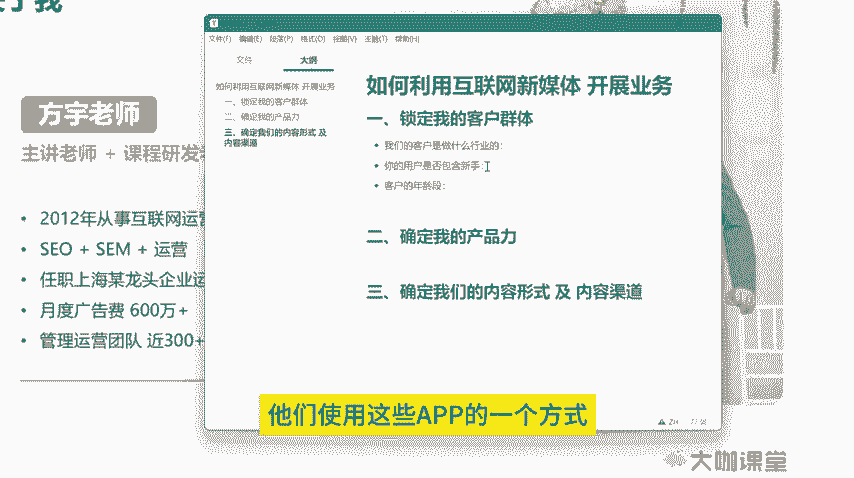 关于我
方宇老师
主讲老师 + 课程研发
2012年从事互联网运营
SEO + SEM + 运营
任职上海某龙头企业运
月度广告费 600万+
管理运营团队 近300+
文件(F) 编辑(E) 段落(P) 格式(O) 视图(V) 主题(T) 帮助(H)
文件 大纲
如何利用互联网新媒体 开展业务
一、锁定我的客户群体
二、确定我的产品力
三、确定我们的内容形式 及
内容渠道
如何利用互联网新媒体 开展业务
一、锁定我的客户群体
我们的客户是做什么行业的：
你的用户是否包含新手：
客户的年龄段：
二、确定我的产品力
三、确定我们的内容形式 及 内容渠道
他们使用这些APP的一个方式
大咖课堂